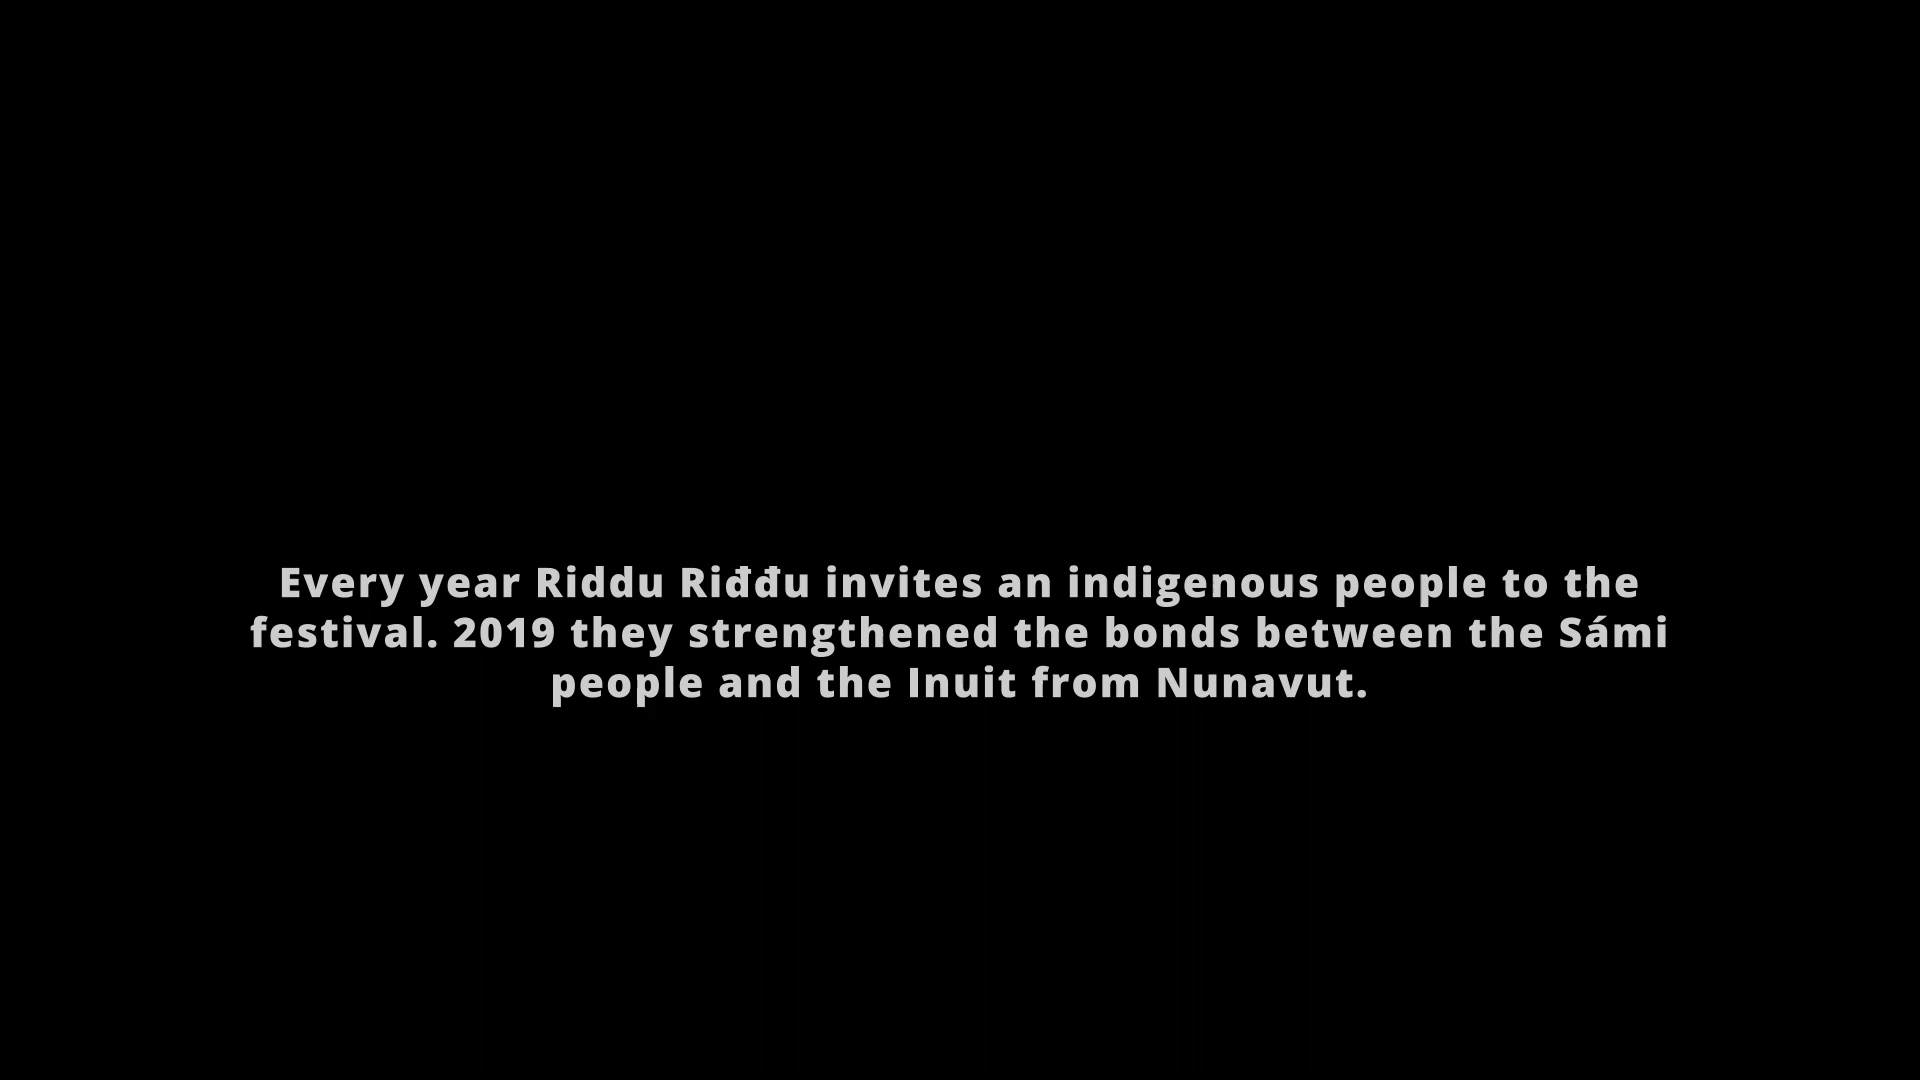 Every year Riddu Riđđu invites an indigenous people to the
festival. 2019 they strengthened the bonds between the Sámi
people and the Inuit from Nunavut.